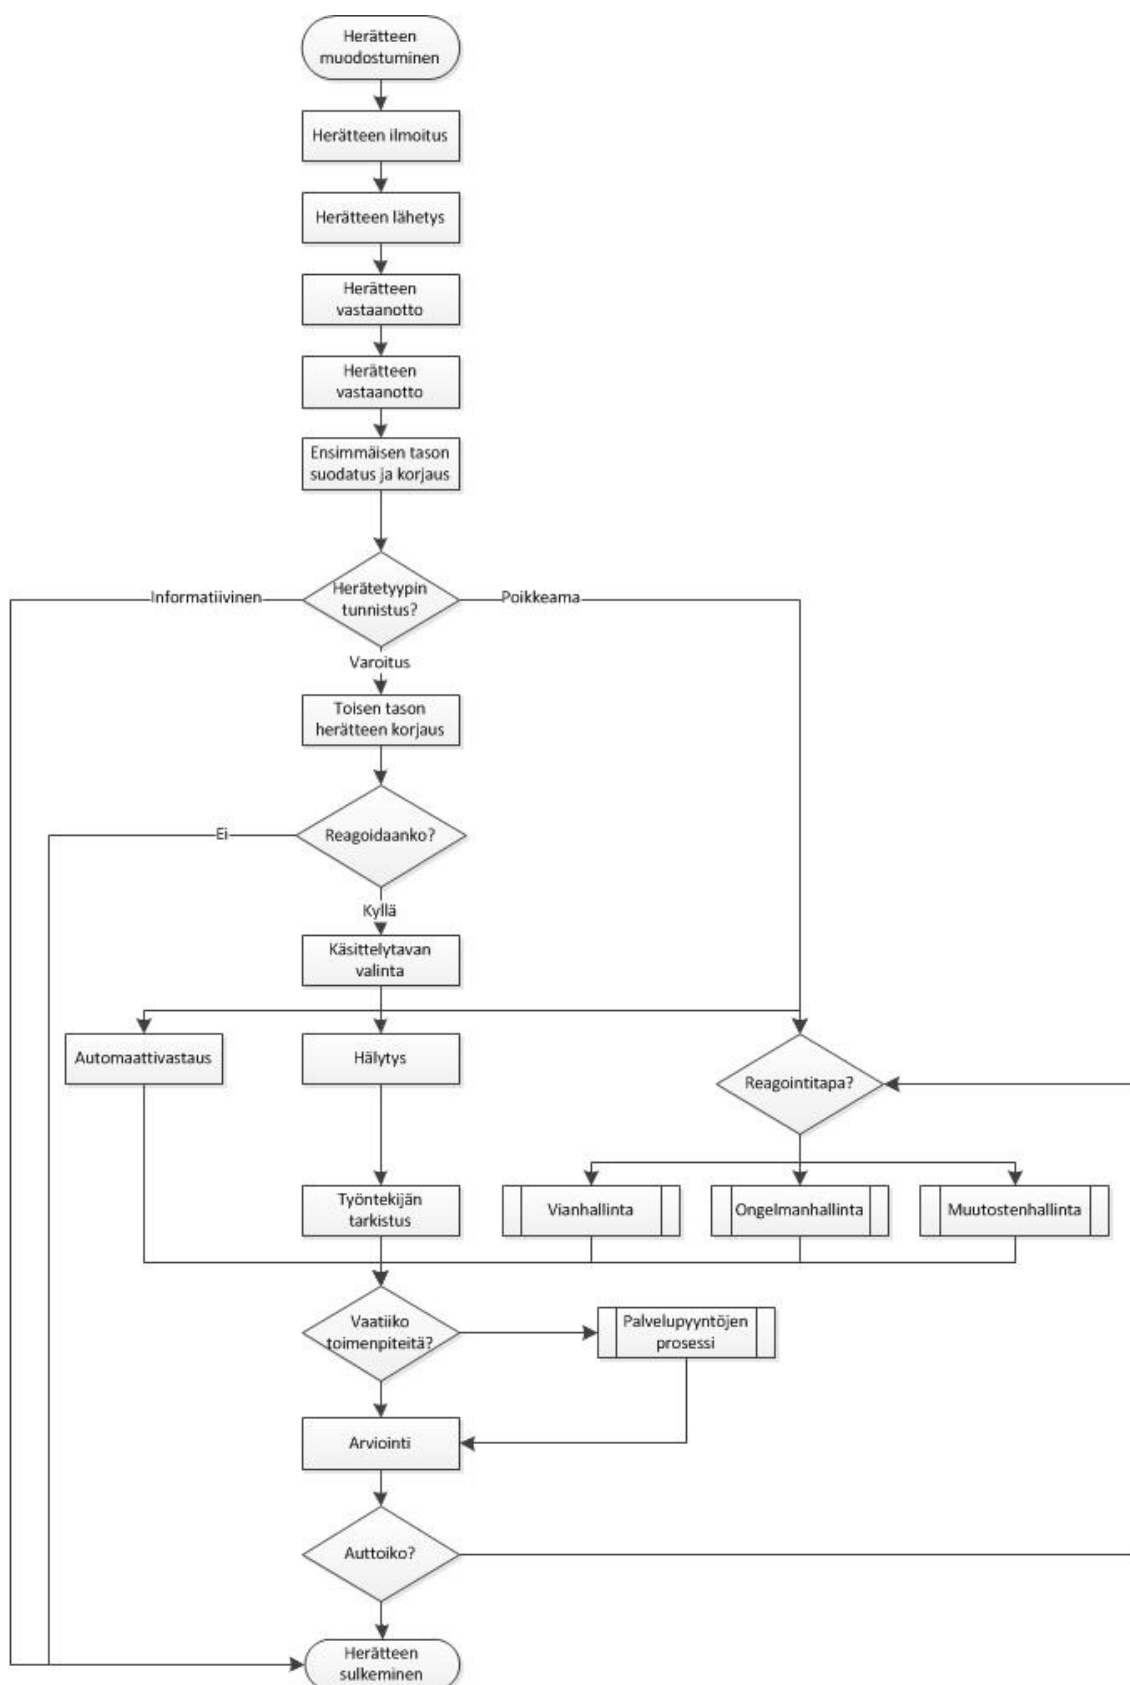 Herätteen
muodostuminen
Herätteen ilmoitus
Herätteen lähetys
Herätteen
vastaanotto
Herätteen
vastaanotto
Ensimmäisen tason
suodatus ja korjaus
Informatiivinen
Herätetyypin
tunnistus?
Poikkeama
Varoitus
Toisen tason
herätteen korjaus
Ei
Reagoidaanko?
Kyllä
Käsittelytavan
valinta
Automaattivastaus
Hälytys
Reagointitapa?
Työntekijän
tarkistus
Vianhallinta
Ongelmanhallinta
Muutostenhallinta
Vaatiiko
toimenpiteitä?
Palvelupyyntöjen
prosessi
Arviointi
Auttoiko?
Herätteen
sulkeminen